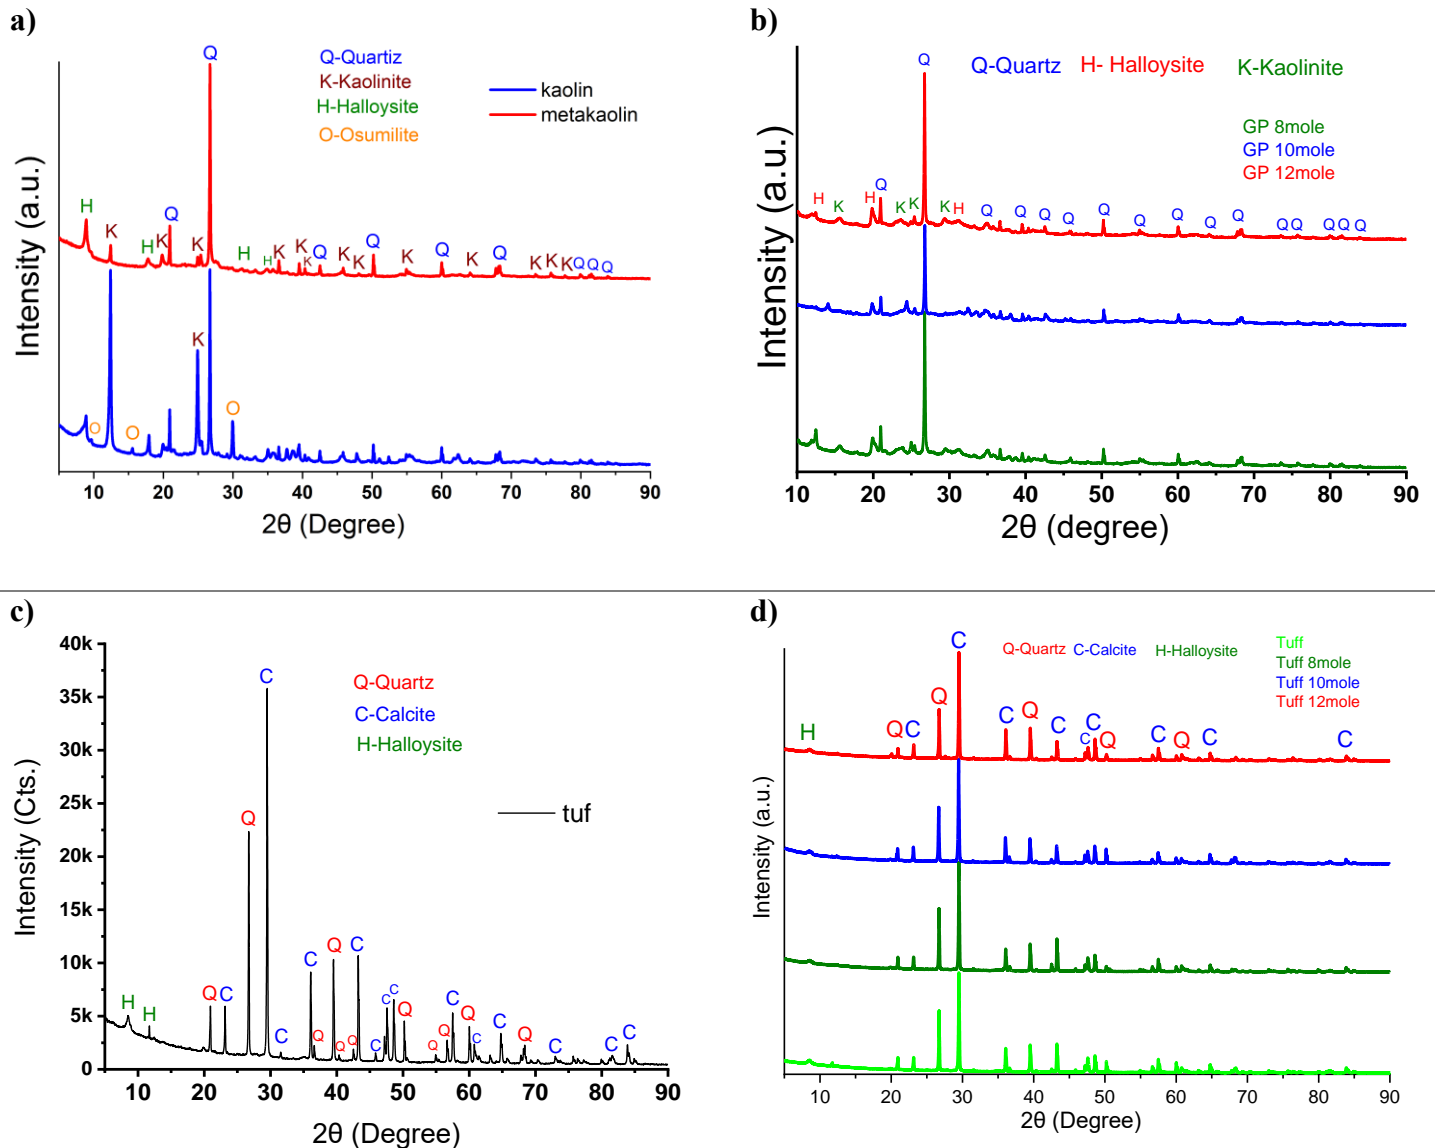 a)
Q-Quartiz
K-Kaolinite
H-Halloysite
O-Osumilite
kaolin
metakaolin
Q
H K H K Q K H H K K K Q K K Q K Q K Q K K K Q Q Q
K
O O O
Intensity (a.u.)
10 20 30 40 50 60 70 80 90
2θ (Degree)
b)
Q-Quartz H- Halloysite K-Kaolinite
GP 8mole
GP 10mole
GP 12mole
Q
H K H Q K K K H Q Q Q Q Q Q Q Q Q Q Q Q Q Q
Intensity (a.u.)
10 20 30 40 50 60 70 80 90
2θ (degree)
c)
40k
35k
30k
25k
20k
15k
10k
5k
0
Q-Quartz
C-Calcite
H-Halloysite
tuf
H H Q C Q C C C Q Q Q Q C C C C Q Q Q C Q C C Q C C C
Intensity (Cts.)
10 20 30 40 50 60 70 80 90
2θ (Degree)
d)
Q-Quartz C-Calcite H-Halloysite
Tuff
Tuff 8mole
Tuff 10mole
Tuff 12mole
H Q C Q C C Q C C C Q C Q C C
Intensity (a.u.)
10 20 30 40 50 60 70 80 90
2θ (Degree)